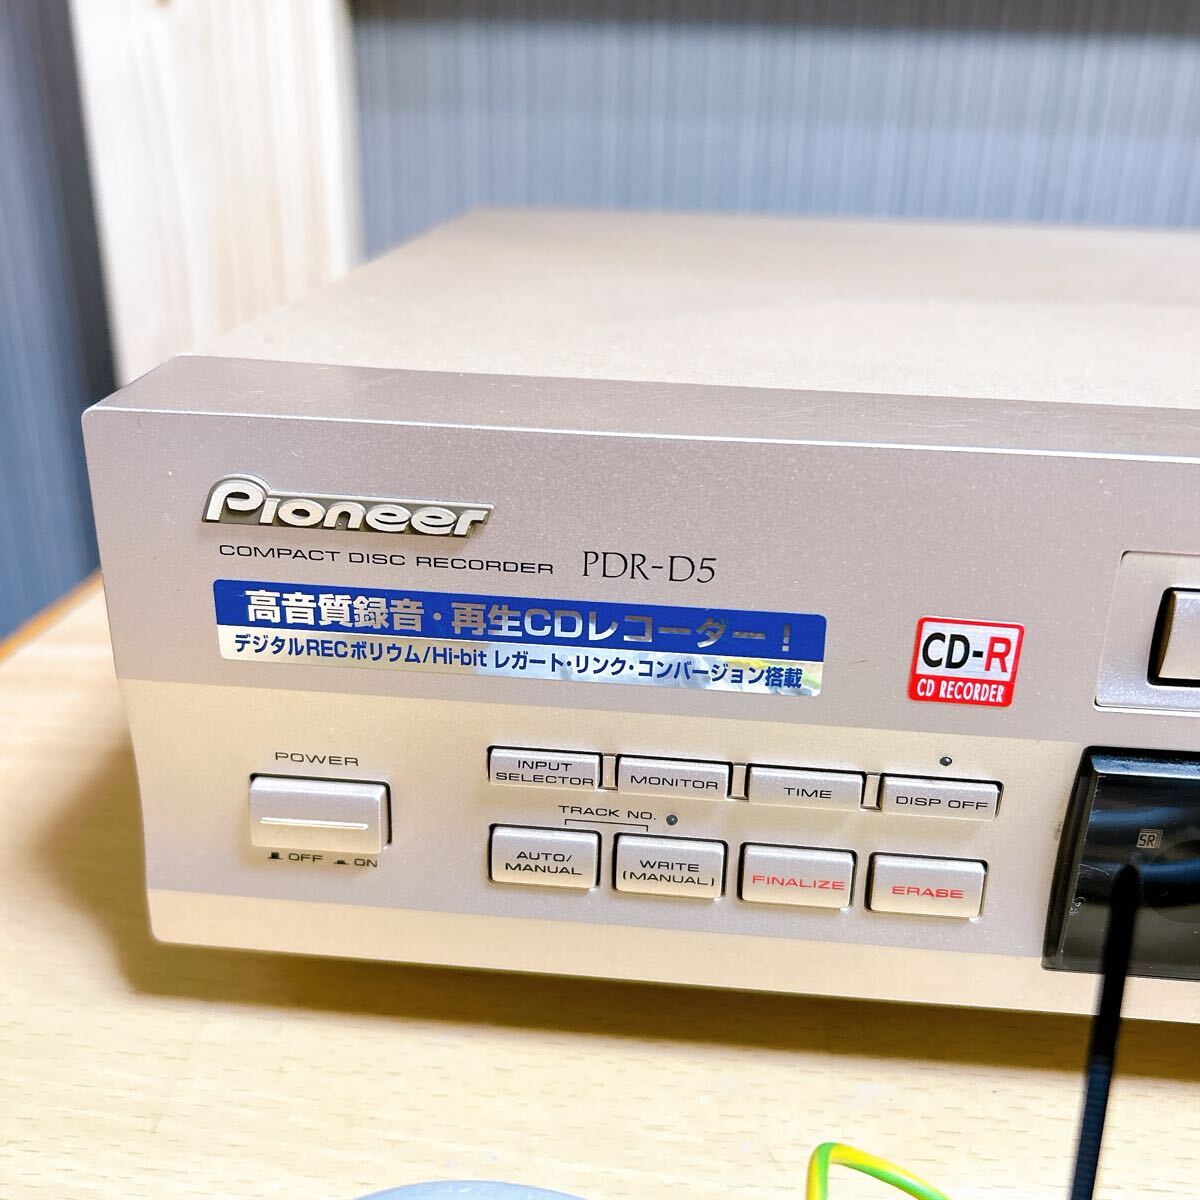 Pioneer
COMPACT DISC RECORDER PDR-D5
高音質録音・再生CDレコーダー!
デジタルRECボリウム/Hi-bit レガート・リンク・コンバージョン搭載
CD-R
CD RECORDER
POWER
OFF ON
INPUT SELECTOR
MONITOR
TIME
DISP OFF
TRACK NO.
AUTO/
MANUAL
WRITE
(MANUAL)
FINALIZE
ERASE
SR